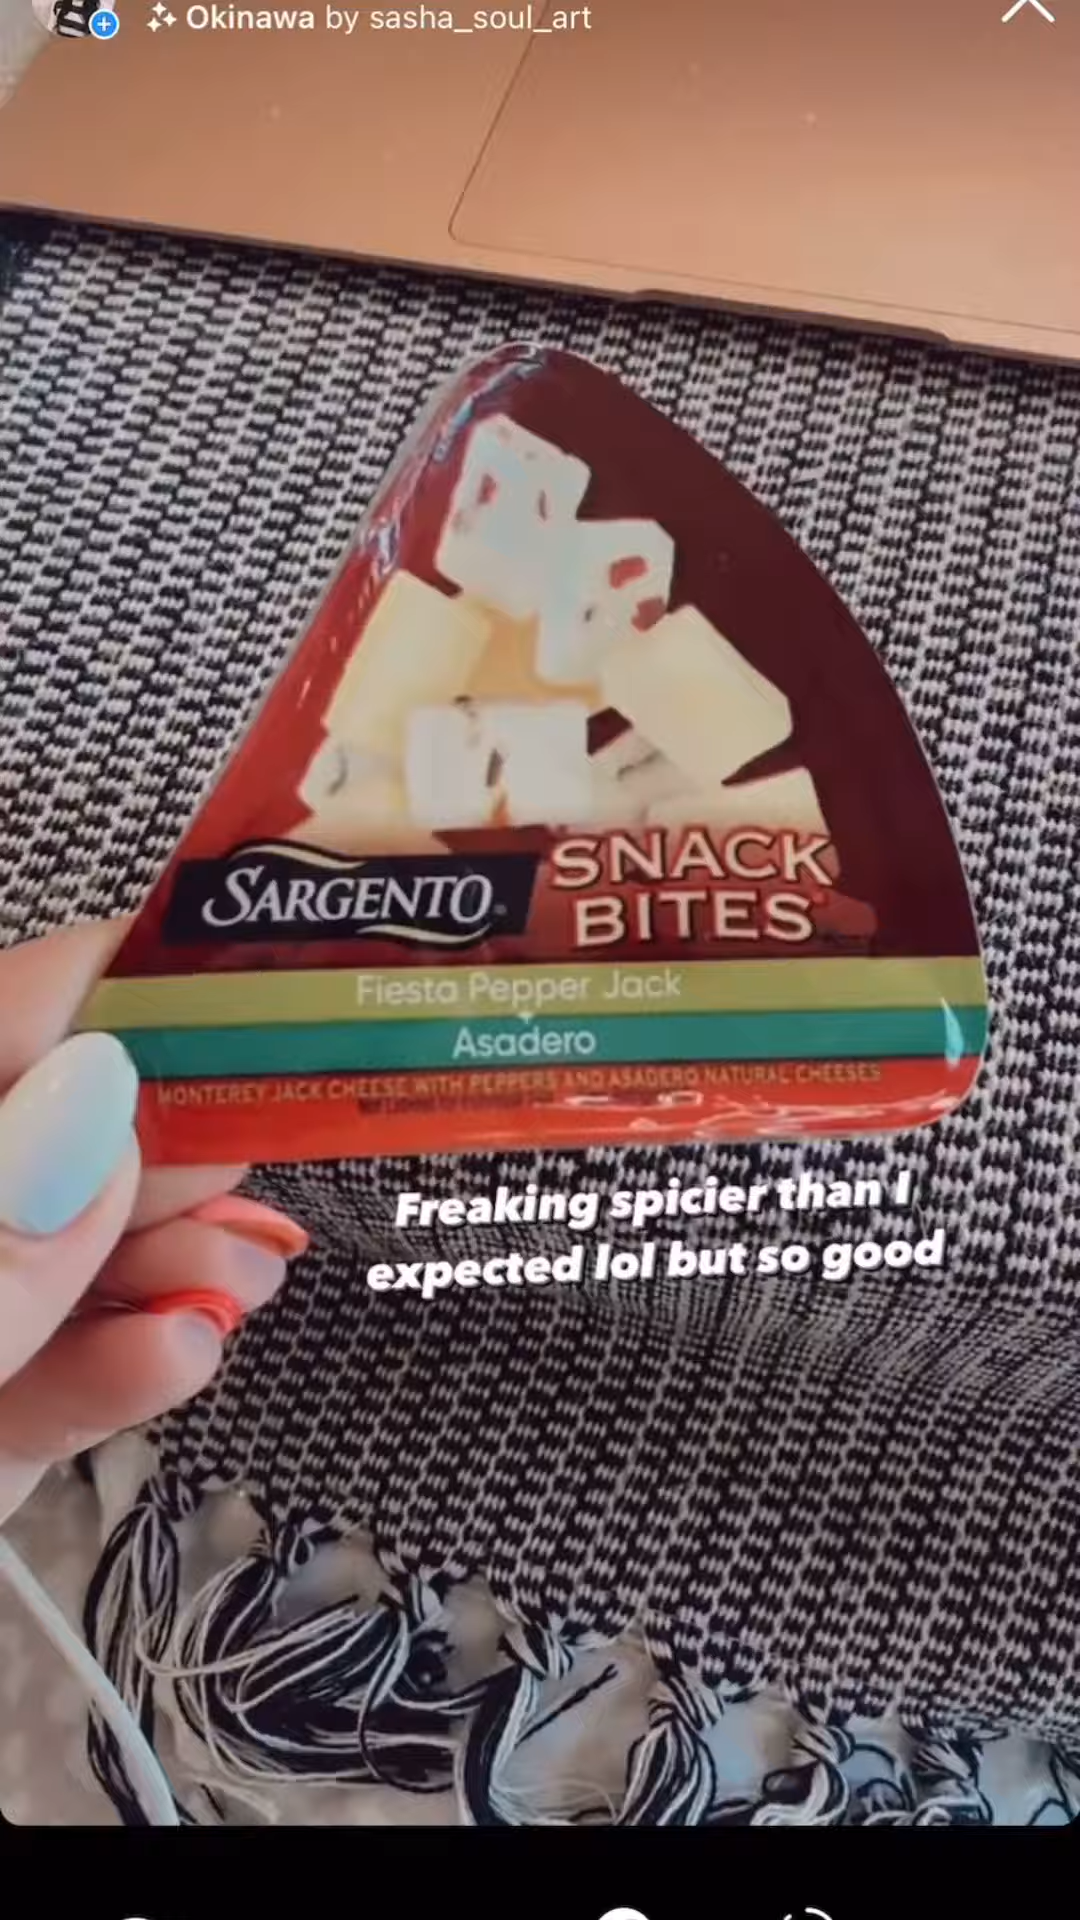 Okinawa by sasha_soul_art
SARGENTO
SNACK
BITES
Fiesta Pepper Jack
+
Asadero
MONTEREY JACK CHEESE WITH PEPPERS AND ASADERO NATURAL CHEESES
Freaking spicier than I
expected lol but so good